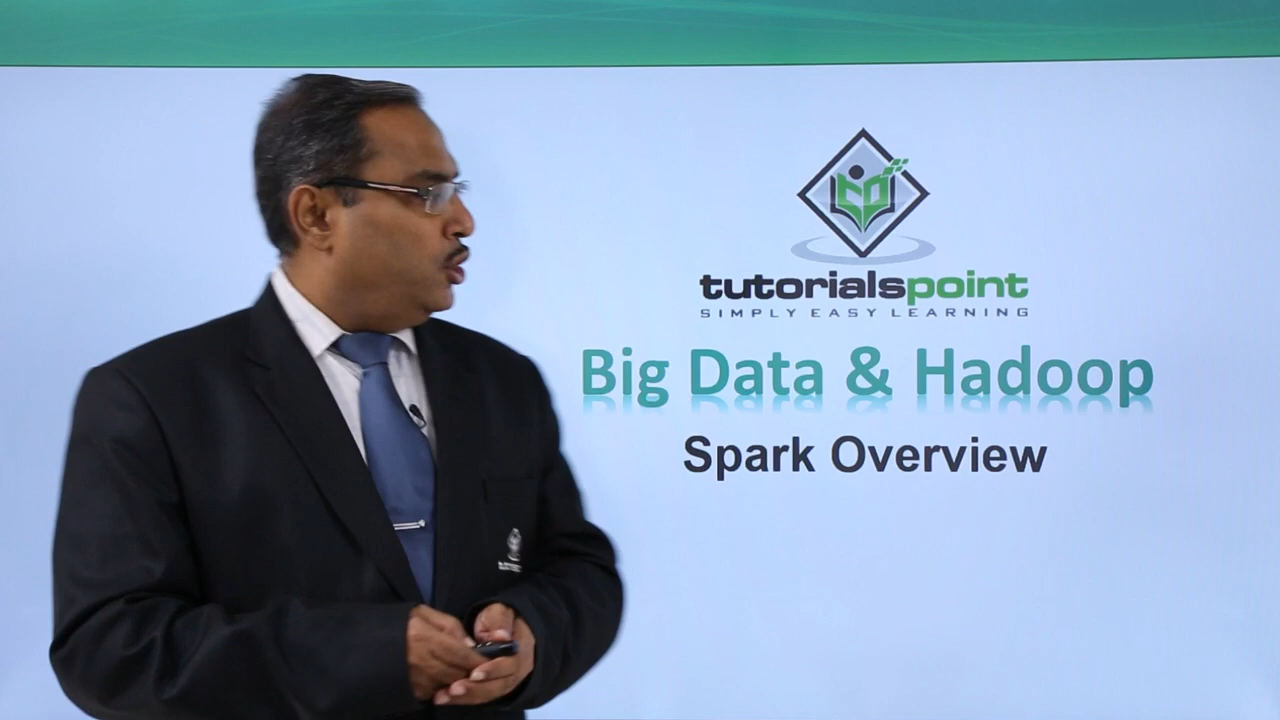 tutorialspoint
SIMPLY EASY LEARNING
Big Data & Hadoop
Spark Overview